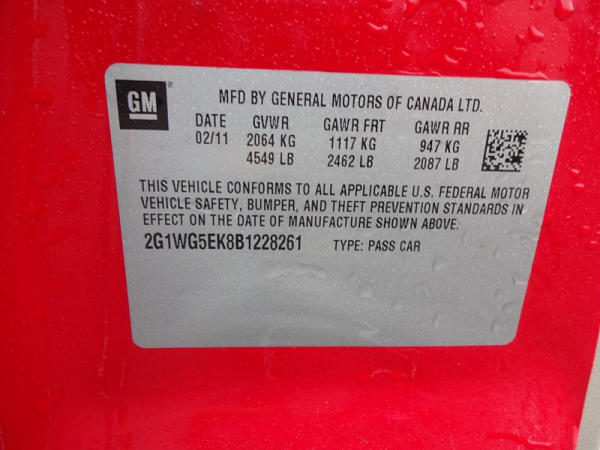 GM®
MFD BY GENERAL MOTORS OF CANADA LTD.
DATE GVWR GAWR FRT GAWR RR
02/11 2064 KG 1117 KG 947 KG
4549 LB 2462 LB 2087 LB
THIS VEHICLE CONFORMS TO ALL APPLICABLE U.S. FEDERAL MOTOR
VEHICLE SAFETY, BUMPER, AND THEFT PREVENTION STANDARDS IN
EFFECT ON THE DATE OF MANUFACTURE SHOWN ABOVE.
2G1WG5EK8B1228261 TYPE: PASS CAR